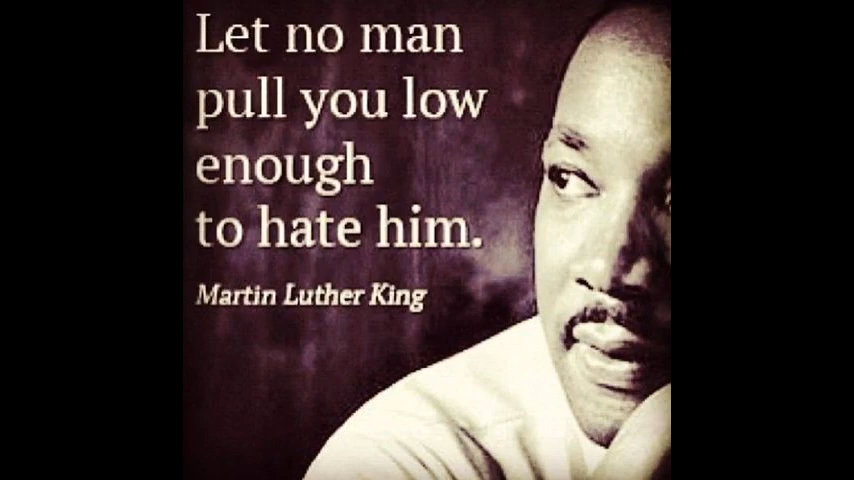 Let no man
pull you low
enough
to hate him.
Martin Luther King